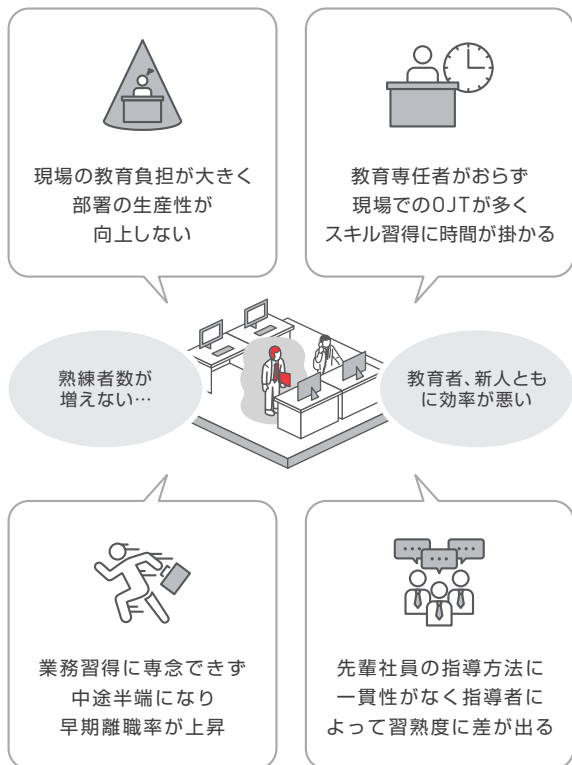 現場の教育負担が大きく
部署の生産性が
向上しない
教育専任者がおらず
現場でのOJTが多く
スキル習得に時間が掛かる
熟練者数が
増えない…
教育者、新人とも
に効率が悪い
業務習得に専念できず
中途半端になり
早期離職率が上昇
先輩社員の指導方法に
一貫性がなく指導者に
よって習熟度に差が出る